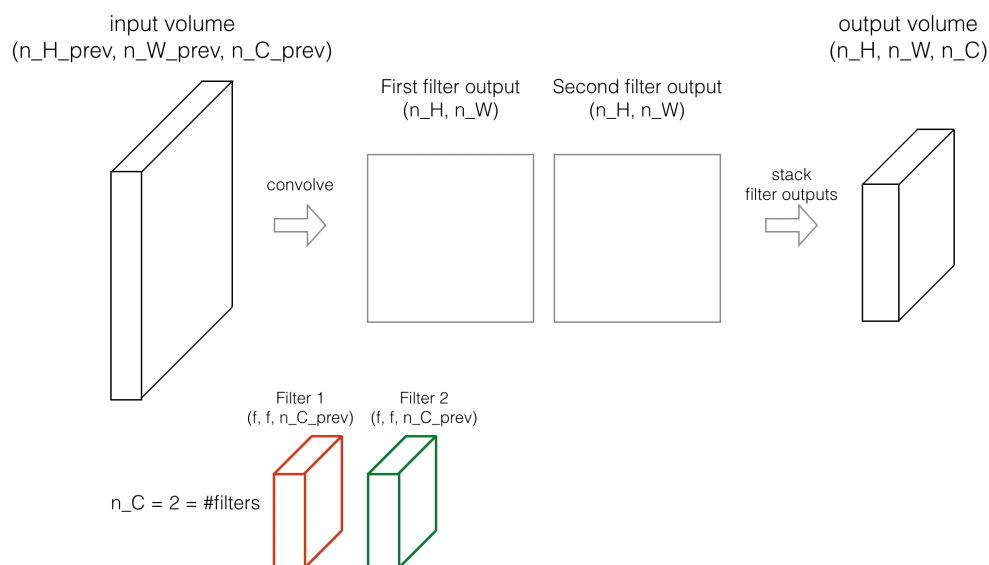 input volume
(n_H_prev, n_W_prev, n_C_prev)
output volume
(n_H, n_W, n_C)
First filter output
(n_H, n_W)
Second filter output
(n_H, n_W)
convolve
stack
filter outputs
Filter 1
(f, f, n_C_prev)
Filter 2
(f, f, n_C_prev)
n_C = 2 = #filters